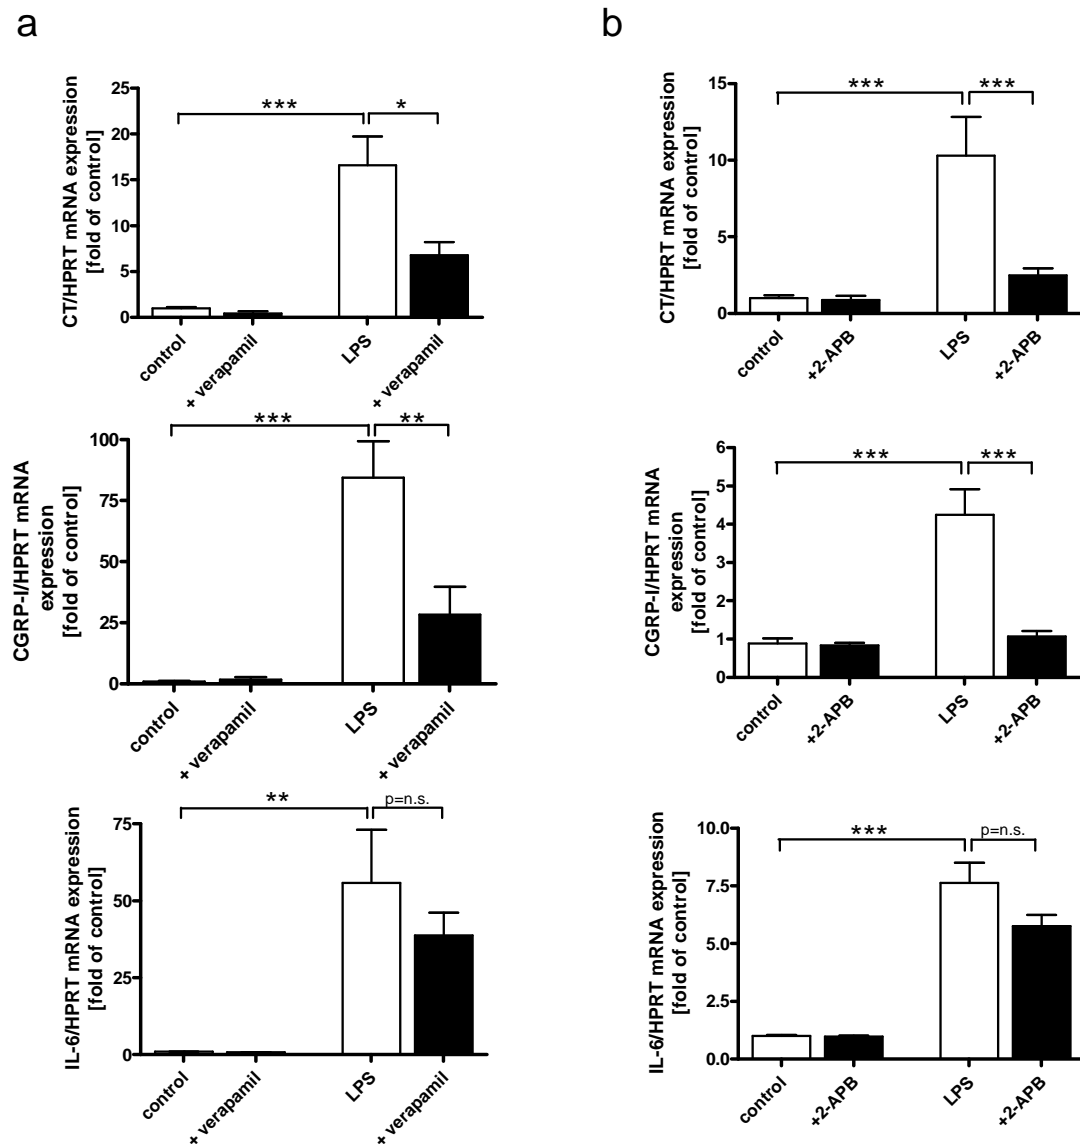 a
CT/HPRT mRNA expression
[fold of control]
25
20
15
10
5
0
***
*
control
+ verapamil
LPS
+ verapamil
CGRP-I/HPRT mRNA
expression
[fold of control]
100
75
50
25
0
***
**
control
+ verapamil
LPS
+ verapamil
IL-6/HPRT mRNA expression
[fold of control]
75
50
25
0
**
p=n.s.
control
+ verapamil
LPS
+ verapamil
b
CT/HPRT mRNA expression
[fold of control]
15
10
5
0
***
***
control
+2-APB
LPS
+2-APB
CGRP-I/HPRT mRNA
expression
[fold of control]
6
5
4
3
2
1
0
***
***
control
+2-APB
LPS
+2-APB
IL-6/HPRT mRNA expression
[fold of control]
10.0
7.5
5.0
2.5
0.0
***
p=n.s.
control
+2-APB
LPS
+2-APB